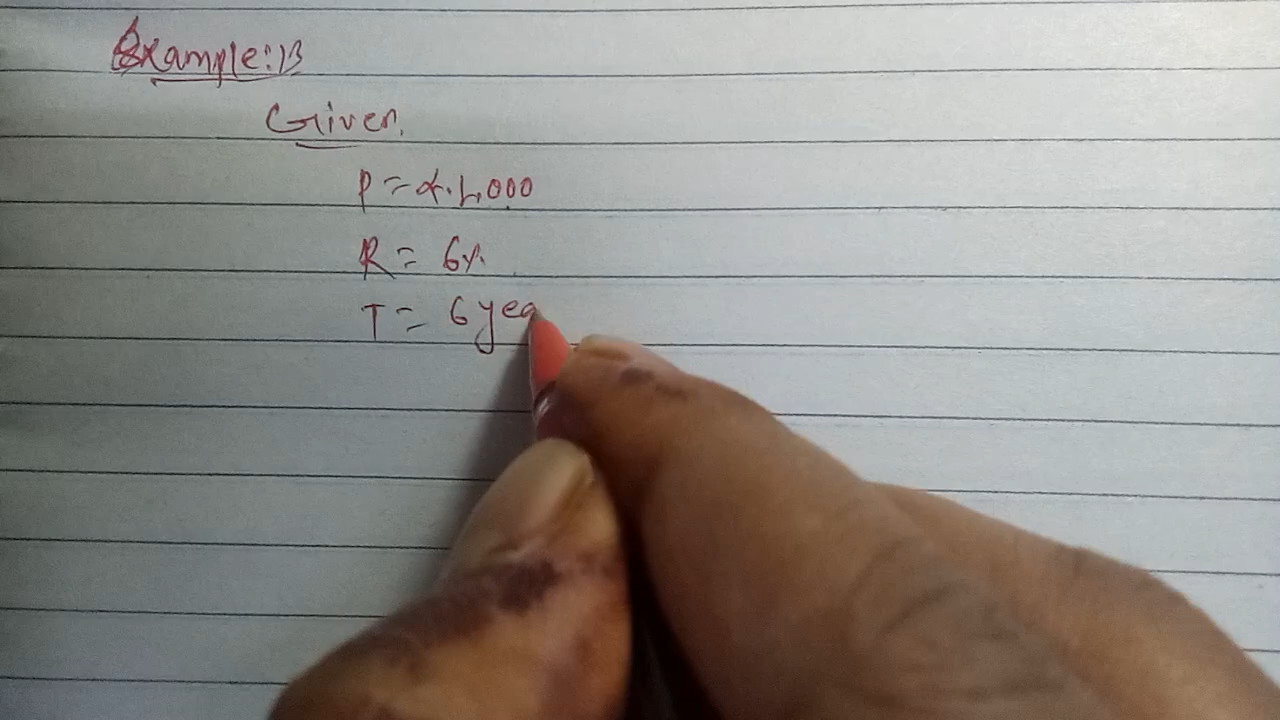 Example: 13
Given,
P = ₹. 1,000
R = 6%
T = 6 yea